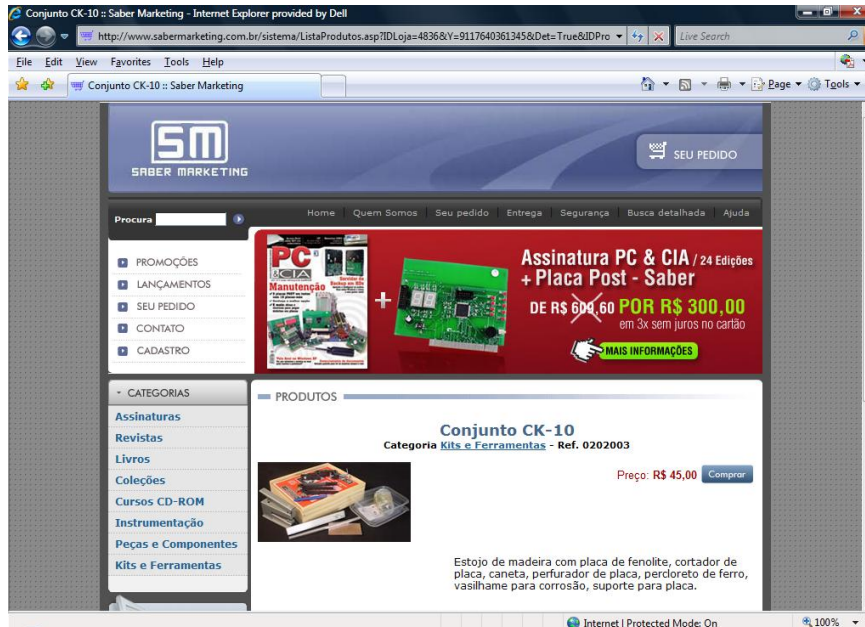 Conjunto CK-10 :: Saber Marketing - Internet Explorer provided by Dell
http://www.sabermarketing.com.br/sistema/ListaProdutos.asp?IDLoja=4836&Y=9117640361345&Det=True&IDPro
Live Search
File Edit View Favorites Tools Help
Conjunto CK-10 :: Saber Marketing
Page Tools
SM
SABER MARKETING
SEU PEDIDO
Procura
Home Quem Somos Seu pedido Entrega Segurança Busca detalhada Ajuda
PROMOÇÕES
LANÇAMENTOS
SEU PEDIDO
CONTATO
CADASTRO
PC
&CIA
Manutenção
+
Assinatura PC & CIA / 24 Edições
+ Placa Post - Saber
DE R$ 609,60 POR R$ 300,00
em 3x sem juros no cartão
MAIS INFORMAÇÕES
CATEGORIAS
Assinaturas
Revistas
Livros
Coleções
Cursos CD-ROM
Instrumentação
Peças e Componentes
Kits e Ferramentas
PRODUTOS
Conjunto CK-10
Categoria Kits e Ferramentas - Ref. 0202003
Preço: R$ 45,00 Comprar
Estojo de madeira com placa de fenolite, cortador de
placa, caneta, perfurador de placa, percloreto de ferro,
vasilhame para corrosão, suporte para placa.
Internet | Protected Mode: On
100%